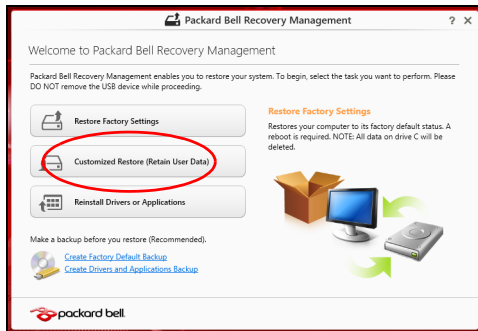 Packard Bell Recovery Management
? X
Welcome to Packard Bell Recovery Management
Packard Bell Recovery Management enables you to restore your system. To begin, select the task you want to perform. Please
DO NOT remove the USB device while proceeding.
Restore Factory Settings
Customized Restore (Retain User Data)
Reinstall Drivers or Applications
Restore Factory Settings
Restores your computer to its factory default status. A
reboot is required. NOTE: All data on drive C will be
deleted.
Make a backup before you restore (Recommended).
Create Factory Default Backup
Create Drivers and Applications Backup
packard bell